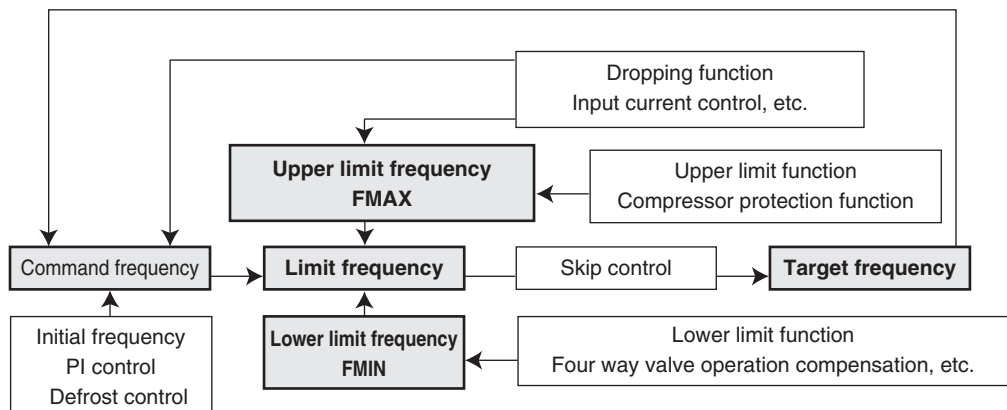 Dropping function
Input current control, etc.
Upper limit frequency
FMAX
Upper limit function
Compressor protection function
Command frequency
Limit frequency
Skip control
Target frequency
Initial frequency
PI control
Defrost control
Lower limit frequency
FMIN
Lower limit function
Four way valve operation compensation, etc.